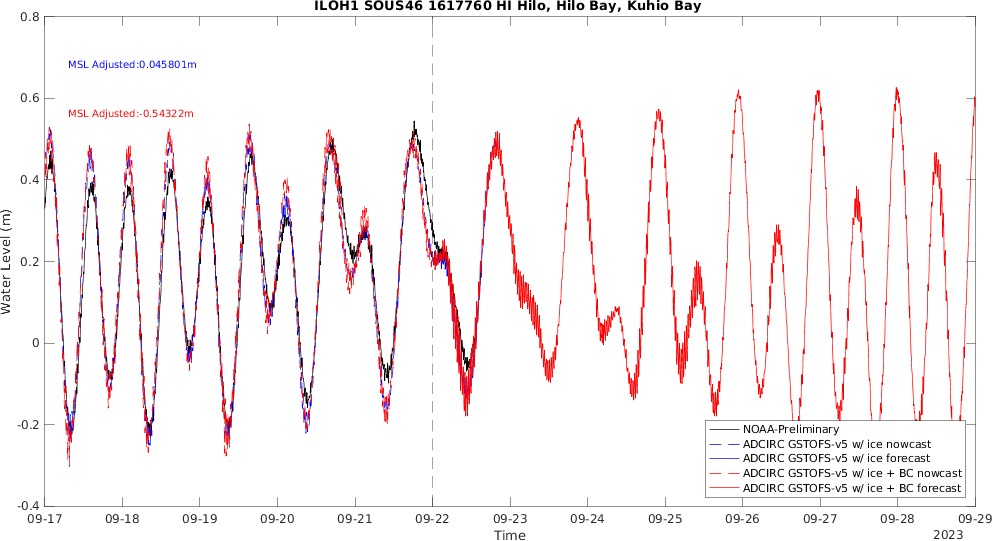 ILOH1 SOUS46 1617760 HI Hilo, Hilo Bay, Kuhio Bay
0.8
MSL Adjusted:0.045801m
0.6
MSL Adjusted:-0.54322m
0.4
Water Level (m)
0.2
0
-0.2
NOAA-Preliminary
ADCIRC GSTOFS-v5 w/ ice nowcast
ADCIRC GSTOFS-v5 w/ ice forecast
ADCIRC GSTOFS-v5 w/ ice + BC nowcast
ADCIRC GSTOFS-v5 w/ ice + BC forecast
-0.4
09-17 09-18 09-19 09-20 09-21 09-22 09-23 09-24 09-25 09-26 09-27 09-28 09-29
Time
2023